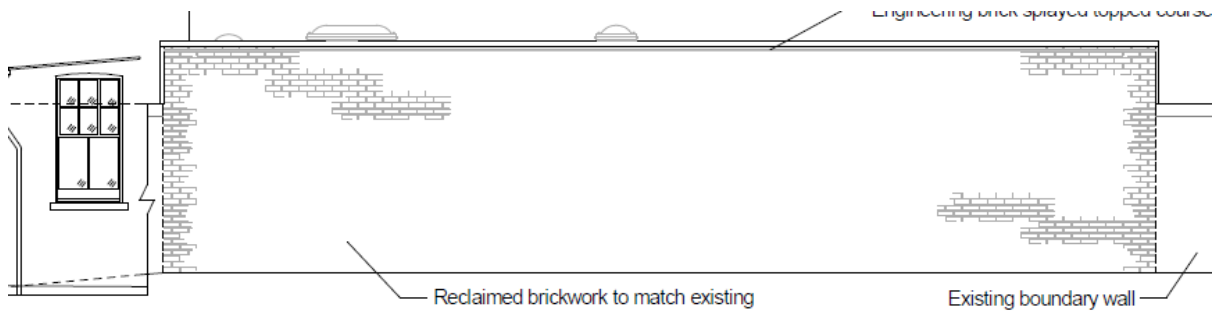 Engineering brick splayed topped course
Reclaimed brickwork to match existing
Existing boundary wall